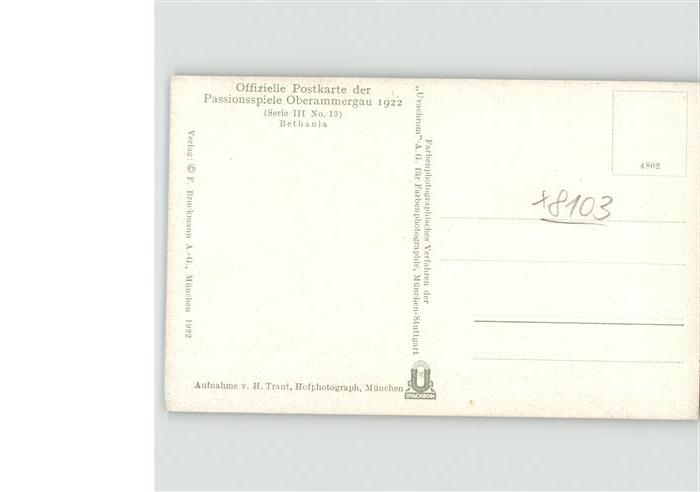 Offizielle Postkarte der
Passionsspiele Oberammergau 1922
(Serie III No. 13)
Bethania
Verlag: © F. Bruckmann A.-G., München 1922
Aufnahme v. H. Traut, Hofphotograph, München
Farbenphotographisches Verfahren der
„Uvachrom“-A.G. für Farbenphotographie, München-Stuttgart
U
UVACHROM
4802
x8103